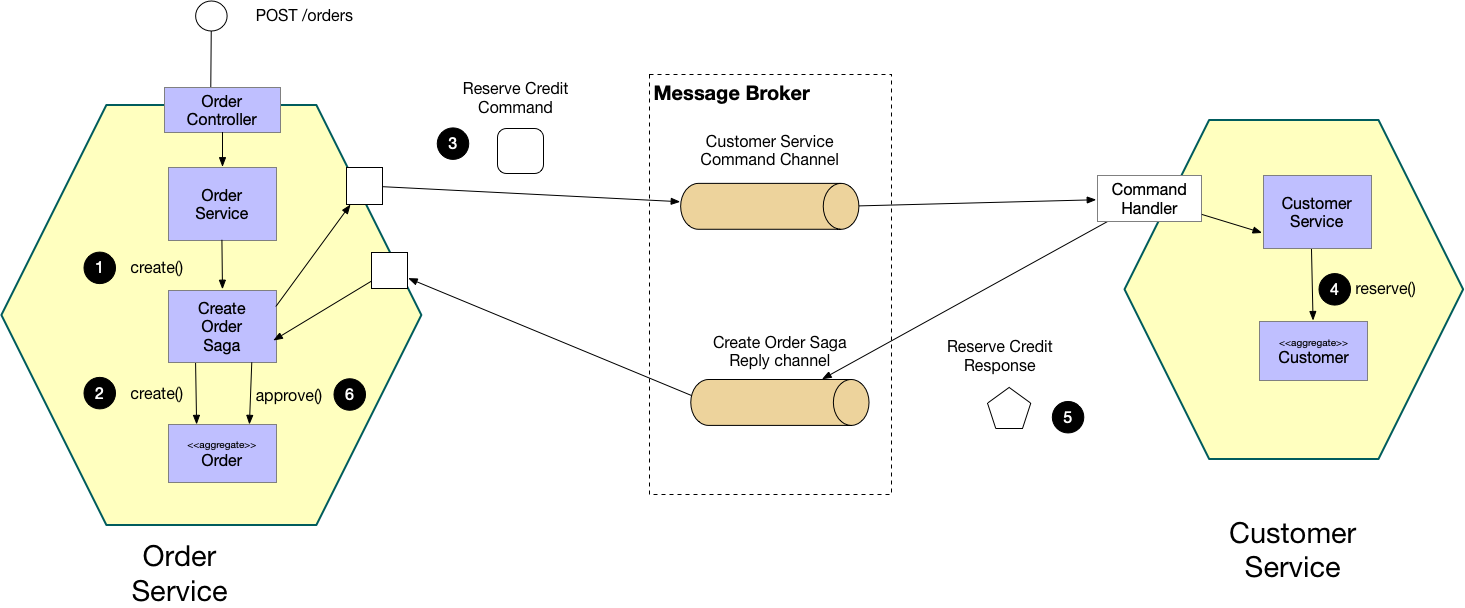 POST /orders
Order
Controller
Order
Service
1
create()
Create
Order
Saga
2
create()
approve()
6
<<aggregate>>
Order
Order
Service
Reserve Credit
Command
3
Message Broker
Customer Service
Command Channel
Create Order Saga
Reply channel
Reserve Credit
Response
5
Command
Handler
Customer
Service
4
reserve()
<<aggregate>>
Customer
Customer
Service